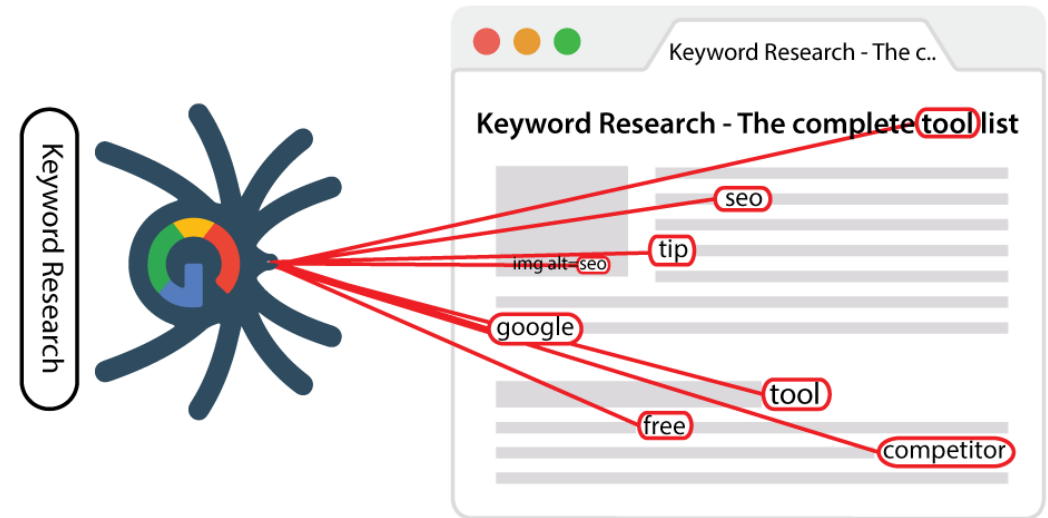 Keyword Research
Keyword Research - The c..
Keyword Research - The complete tool list
seo
tip
img alt=seo
google
tool
free
competitor